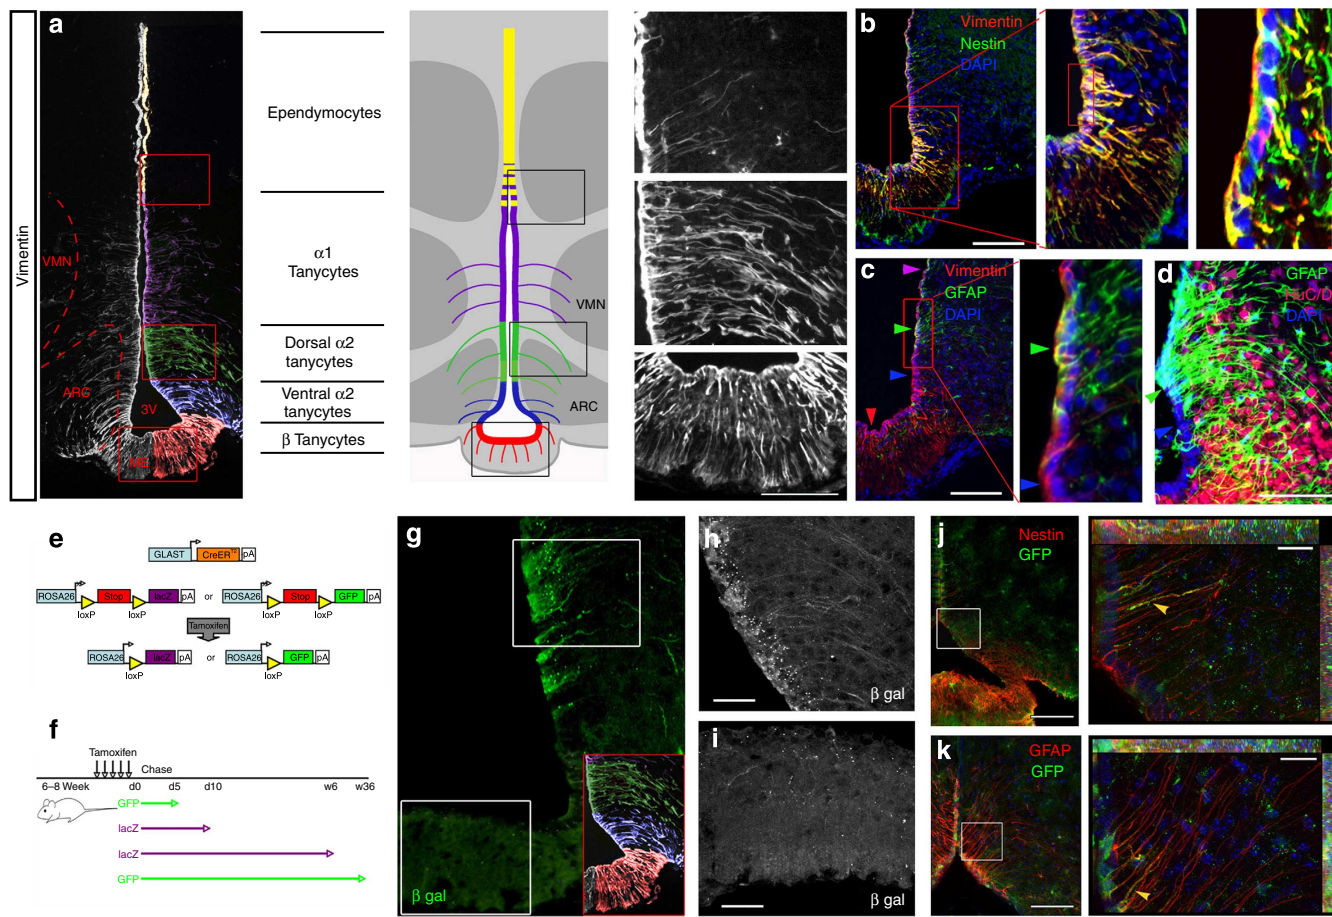 Vimentin
a
VMN
ARC
3V
ME
Ependymocytes
α1
Tanycytes
Dorsal α2
tanycytes
Ventral α2
tanycytes
β Tanycytes
VMN
ARC
b
Vimentin
Nestin
DAPI
c
Vimentin
GFAP
DAPI
d
GFAP
HuC/D
DAPI
e
GLAST CreERT2 pA
ROSA26 Stop lacZ pA or ROSA26 Stop GFP pA
loxP loxP loxP loxP
Tamoxifen
ROSA26 lacZ pA or ROSA26 GFP pA
loxP loxP
f
Tamoxifen
Chase
6–8 Week d0 d5 d10 w6 w36
GFP
lacZ
lacZ
GFP
g
β gal
h
β gal
i
β gal
j
Nestin
GFP
k
GFAP
GFP